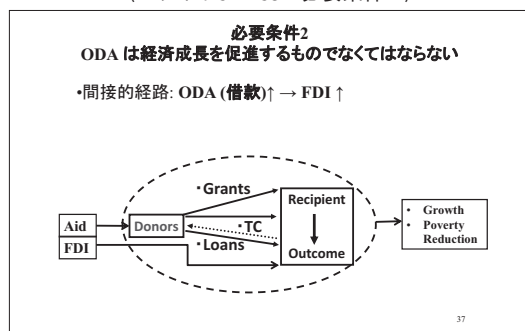 必要条件2
ODA は経済成長を促進するものでなくてはならない
•間接的経路: ODA (借款)↑ → FDI ↑
・Grants
Recipient
Aid
Donors
・TC
FDI
・Loans
Outcome
• Growth
• Poverty
Reduction
37